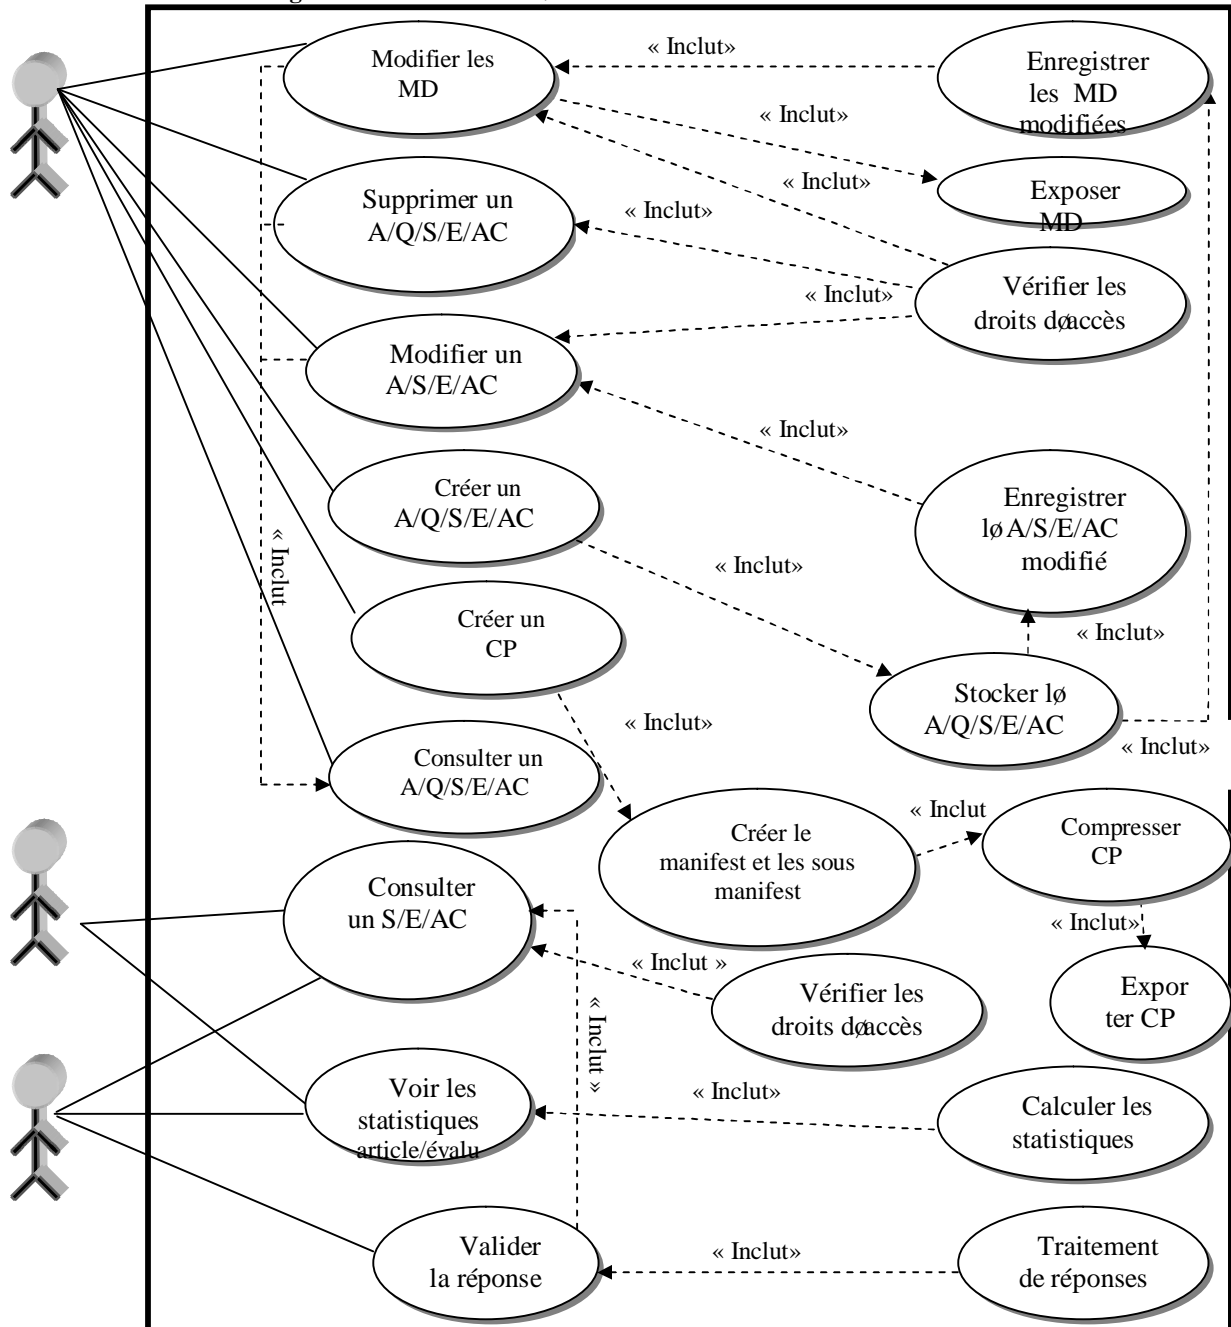 Modifier les
MD
« Inclut»
Enregistrer
les MD
modifiées
« Inclut»
« Inclut»
Exposer
MD
Supprimer un
A/Q/S/E/AC
« Inclut»
Vérifier les
droits døaccès
« Inclut»
Modifier un
A/S/E/AC
« Inclut»
Créer un
A/Q/S/E/AC
Enregistrer
lø A/S/E/AC
modifié
« Inclut
« Inclut»
Créer un
CP
« Inclut»
Stocker lø
A/Q/S/E/AC
« Inclut»
« Inclut»
Consulter un
A/Q/S/E/AC
Créer le
manifest et les sous
manifest
« Inclut
Compresser
CP
Consulter
un S/E/AC
« Inclut»
« Inclut »
Vérifier les
droits døaccès
Expor
ter CP
« Inclut »
Voir les
statistiques
article/évalu
« Inclut»
Calculer les
statistiques
Valider
la réponse
« Inclut»
Traitement
de réponses